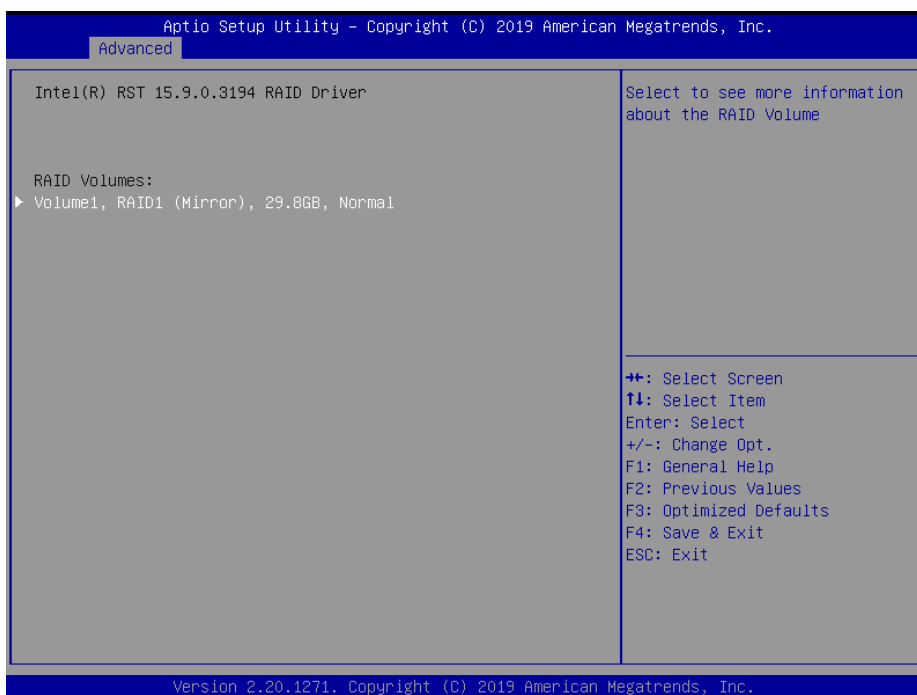 Aptio Setup Utility – Copyright (C) 2019 American Megatrends, Inc.
Advanced
Intel(R) RST 15.9.0.3194 RAID Driver
RAID Volumes:
▶ Volume1, RAID1 (Mirror), 29.8GB, Normal
Select to see more information
about the RAID Volume
→←: Select Screen
↑↓: Select Item
Enter: Select
+/-: Change Opt.
F1: General Help
F2: Previous Values
F3: Optimized Defaults
F4: Save & Exit
ESC: Exit
Version 2.20.1271. Copyright (C) 2019 American Megatrends, Inc.